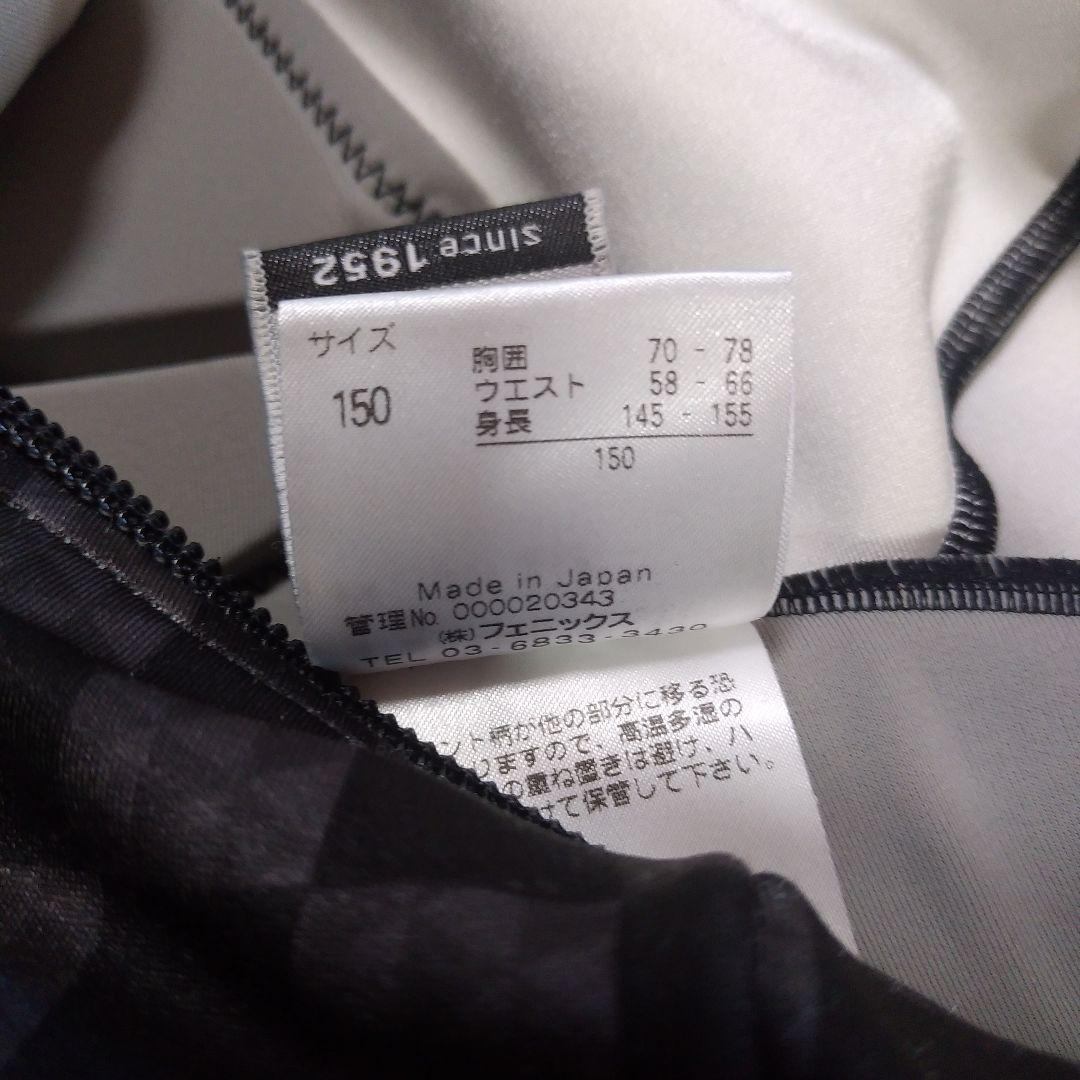 since 1952
サイズ
150
胸囲 70 - 78
ウエスト 58 - 66
身長 145 - 155
150
Made in Japan
管理No. 000020343
(株)フェニックス
TEL 03-6833-3430
ント柄が他の部分に移る恐
りますので、高温多湿の
の重ね置きは避け、ハ
けて保管して下さい。